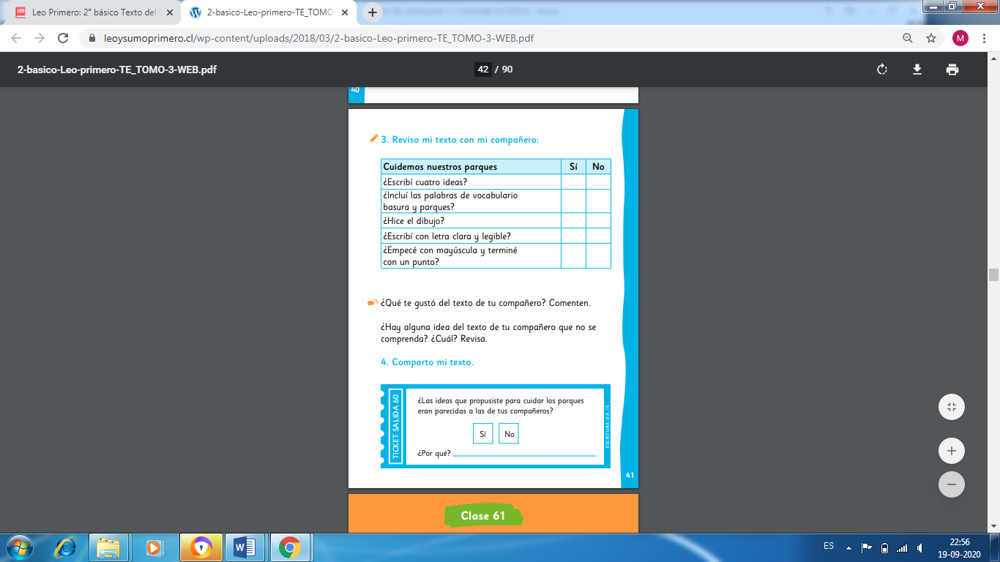 Leo Primero: 2° básico Texto del
2-basico-Leo-primero-TE_TOMO-
leoysumoprimero.cl/wp-content/uploads/2018/03/2-basico-Leo-primero-TE_TOMO-3-WEB.pdf
M
2-basico-Leo-primero-TE_TOMO-3-WEB.pdf
42 / 90
40
3. Reviso mi texto con mi compañero:
Cuidemos nuestros parques Sí No
¿Escribí cuatro ideas?
¿Incluí las palabras de vocabulario
basura y parques?
¿Hice el dibujo?
¿Escribí con letra clara y legible?
¿Empecé con mayúscula y terminé
con un punto?
¿Qué te gustó del texto de tu compañero? Comenten.
¿Hay alguna idea del texto de tu compañero que no se
comprenda? ¿Cuál? Revisa.
4. Comparto mi texto.
TICKET SALIDA 60
¿Las ideas que propusiste para cuidar los parques
eran parecidas a las de tus compañeros?
Sí No
¿Por qué?
ESCRITURA O.A 15
41
Clase 61
ES
22:56
19-09-2020